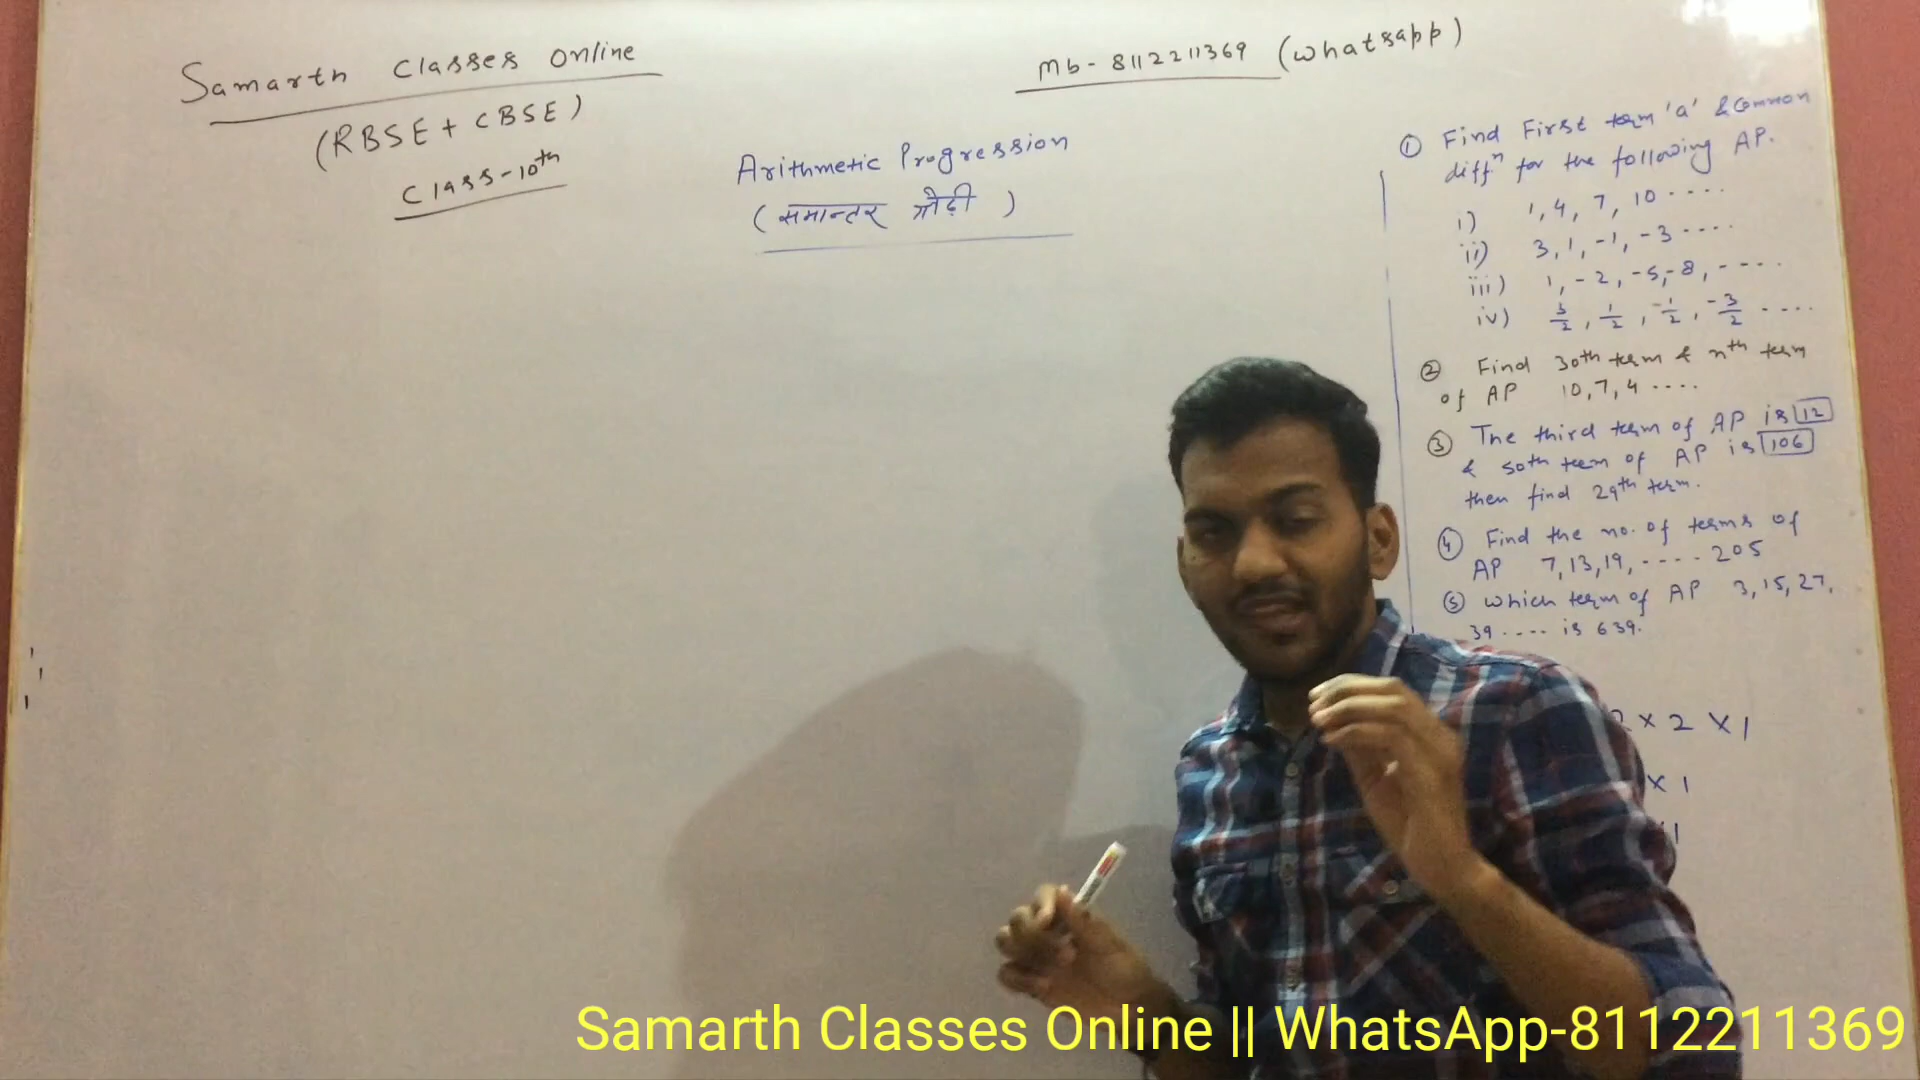 Samarth Classes Online
(RBSE + CBSE)
Class-10th
Mb- 8112211369 (whatsapp)
Arithmetic Progression
(समान्तर श्रेढ़ी)
① Find First term 'a' & Common
diffⁿ for the following AP.
i) 1, 4, 7, 10 ....
ii) 3, 1, -1, -3 ....
iii) 1, -2, -5, -8, ....
iv) 3/2, 1/2, -1/2, -3/2 ....
② Find 30th term & nth term
of AP 10, 7, 4 ....
③ The third term of AP is 12
& 50th term of AP is 106
then find 29th term.
④ Find the no. of terms of
AP 7, 13, 19, ..... 205
⑤ which term of AP 3, 15, 27,
39 .... is 639.
× 2 × 1
× 1
Samarth Classes Online || WhatsApp-8112211369